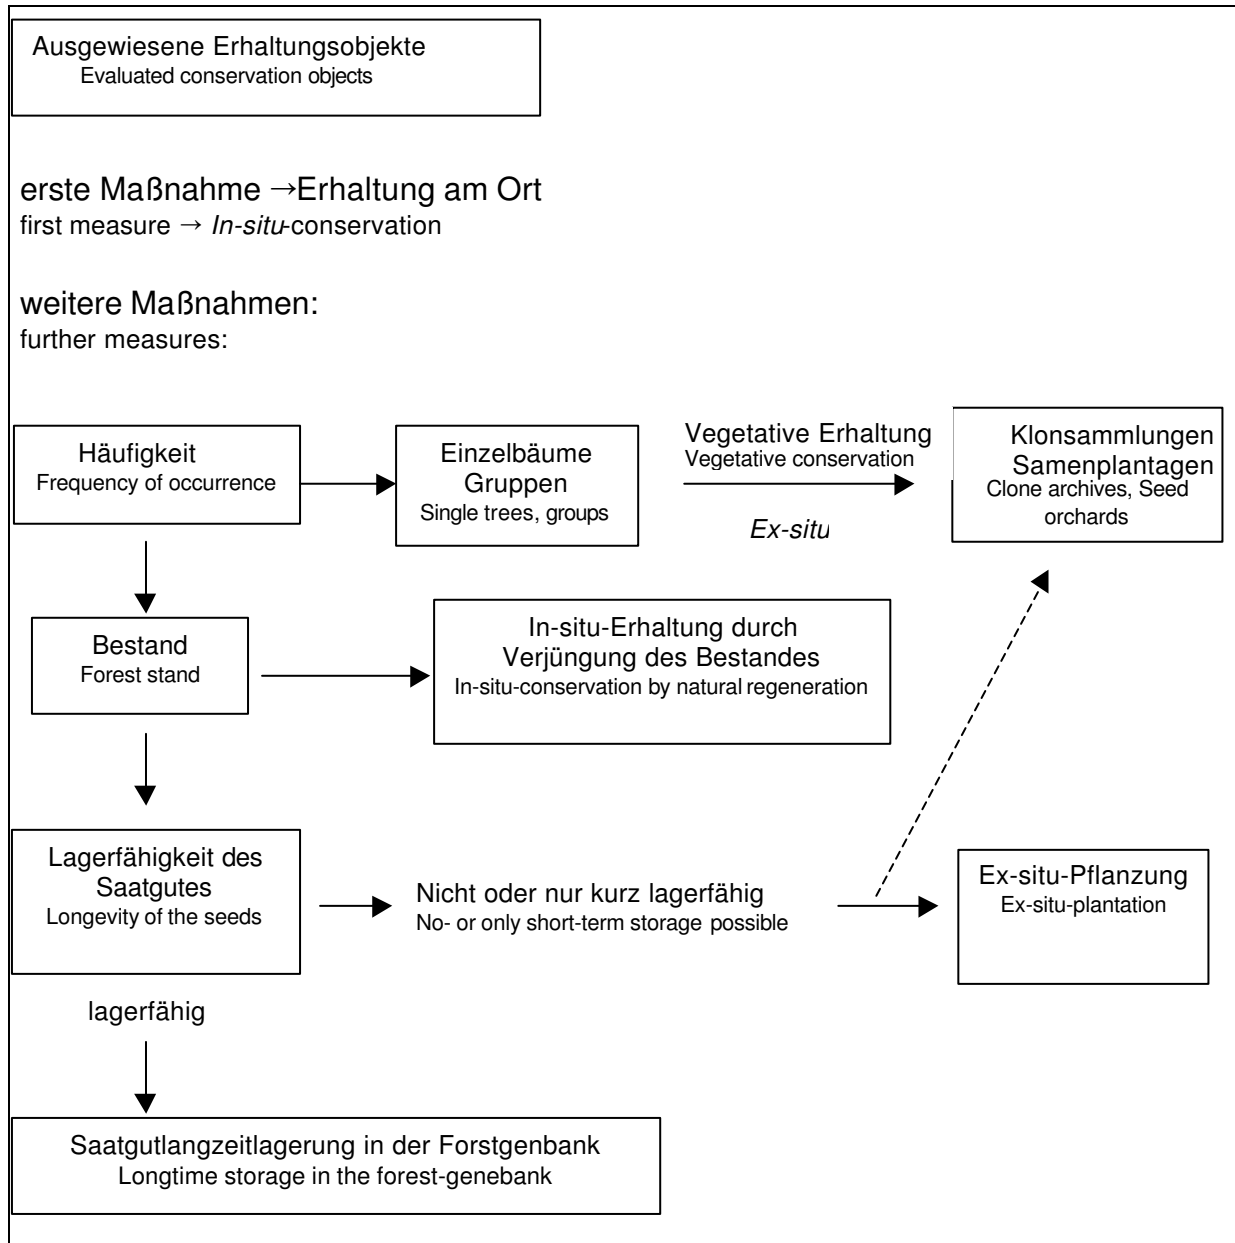 Ausgewiesene Erhaltungsobjekte
Evaluated conservation objects
erste Maßnahme →Erhaltung am Ort
first measure → In-situ-conservation
weitere Maßnahmen:
further measures:
Häufigkeit
Frequency of occurrence
Einzelbäume
Gruppen
Single trees, groups
Vegetative Erhaltung
Vegetative conservation
Ex-situ
Klonsammlungen
Samenplantagen
Clone archives, Seed
orchards
Bestand
Forest stand
In-situ-Erhaltung durch
Verjüngung des Bestandes
In-situ-conservation by natural regeneration
Lagerfähigkeit des
Saatgutes
Longevity of the seeds
Nicht oder nur kurz lagerfähig
No- or only short-term storage possible
Ex-situ-Pflanzung
Ex-situ-plantation
lagerfähig
Saatgutlangzeitlagerung in der Forstgenbank
Longtime storage in the forest-genebank